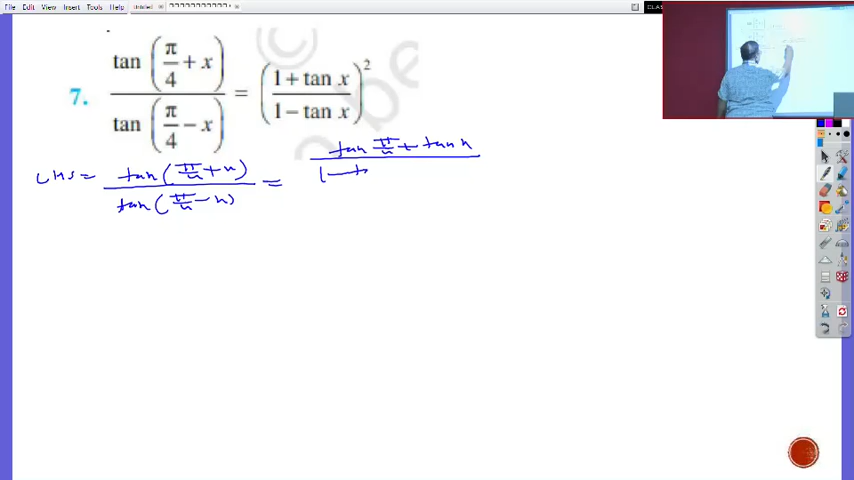 File Edit View Insert Tools Help Untitled
7. tan (π/4 + x) / tan (π/4 − x) = ((1 + tan x) / (1 − tan x))²
LHS = tan (π/4 + x) / tan (π/4 − x) = tan π/4 + tan x
1 − t